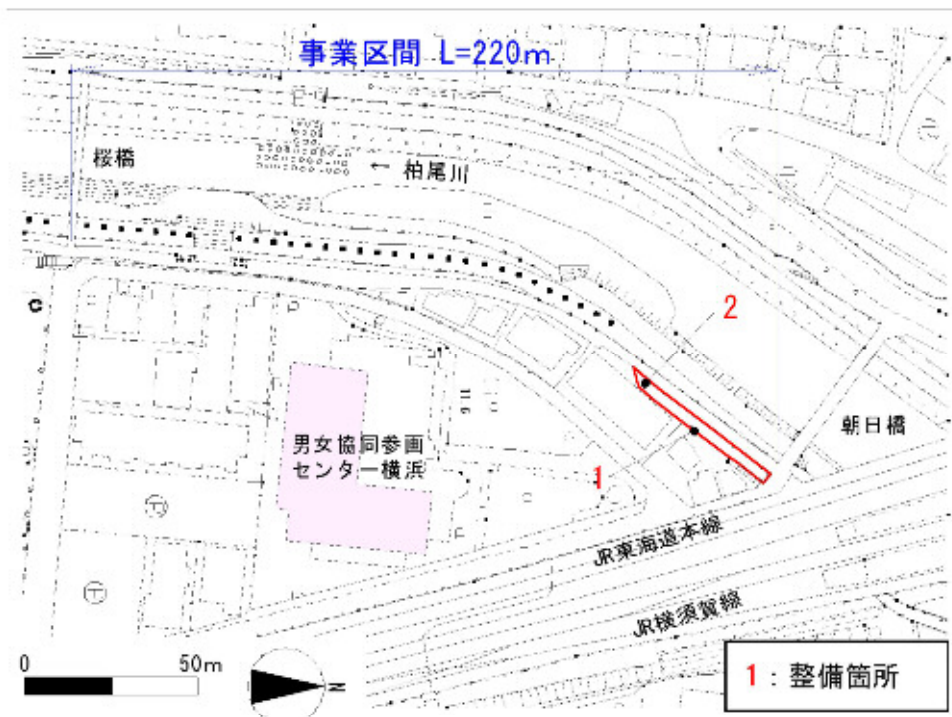 事業区間 L=220m
桜橋
← 柏尾川
2
朝日橋
男女協同参画
センター横浜
1
JR東海道本線
JR横須賀線
0 50m
N
1：整備箇所